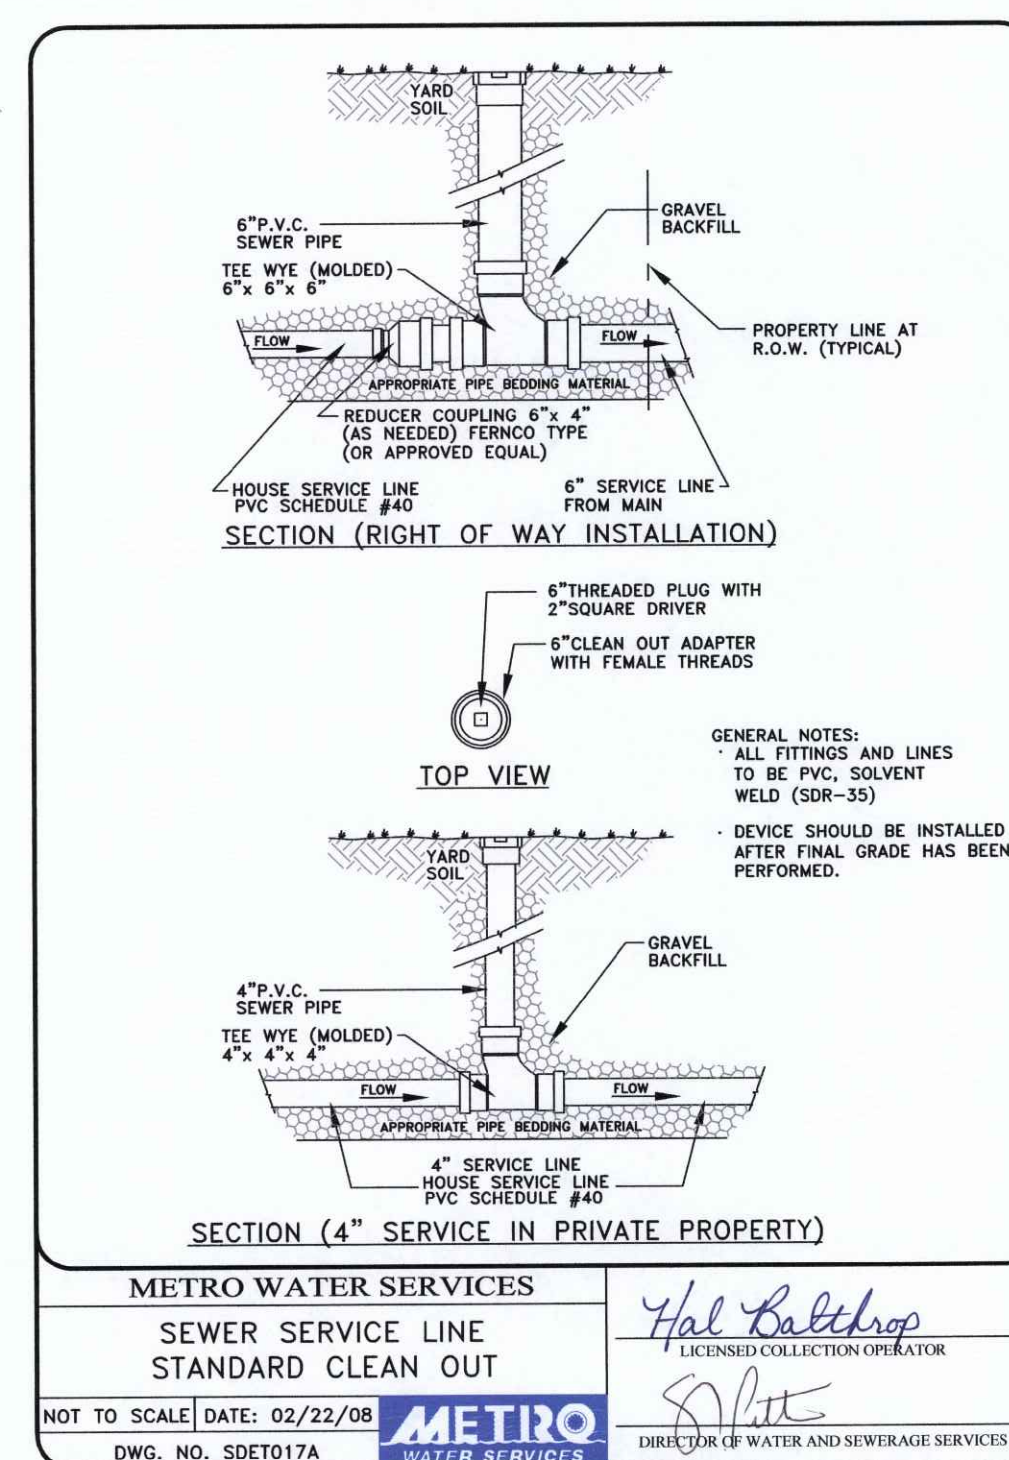 YARD
SOIL
6"P.V.C.
SEWER PIPE
GRAVEL
BACKFILL
TEE WYE (MOLDED)
6"x 6"x 6"
FLOW
FLOW
PROPERTY LINE AT
R.O.W. (TYPICAL)
APPROPRIATE PIPE BEDDING MATERIAL
REDUCER COUPLING 6"x 4"
(AS NEEDED) FERNCO TYPE
(OR APPROVED EQUAL)
HOUSE SERVICE LINE
PVC SCHEDULE #40
6" SERVICE LINE
FROM MAIN
SECTION (RIGHT OF WAY INSTALLATION)
6"THREADED PLUG WITH
2"SQUARE DRIVER
6"CLEAN OUT ADAPTER
WITH FEMALE THREADS
TOP VIEW
GENERAL NOTES:
· ALL FITTINGS AND LINES
TO BE PVC, SOLVENT
WELD (SDR-35)
· DEVICE SHOULD BE INSTALLED
AFTER FINAL GRADE HAS BEEN
PERFORMED.
YARD
SOIL
GRAVEL
BACKFILL
4"P.V.C.
SEWER PIPE
TEE WYE (MOLDED)
4"x 4"x 4"
FLOW
FLOW
APPROPRIATE PIPE BEDDING MATERIAL
4" SERVICE LINE
HOUSE SERVICE LINE
PVC SCHEDULE #40
SECTION (4" SERVICE IN PRIVATE PROPERTY)
METRO WATER SERVICES
SEWER SERVICE LINE
STANDARD CLEAN OUT
NOT TO SCALE
DATE: 02/22/08
DWG. NO. SDET017A
METRO
WATER SERVICES
Hal Balthrop
LICENSED COLLECTION OPERATOR
DIRECTOR OF WATER AND SEWERAGE SERVICES